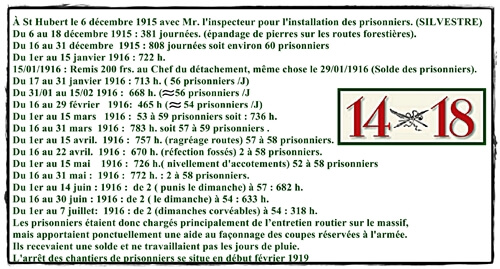 À St Hubert le 6 décembre 1915 avec Mr. l'inspecteur pour l'installation des prisonniers. (SILVESTRE)
Du 6 au 18 décembre 1915 : 381 journées. (épandage de pierres sur les routes forestières).
Du 16 au 31 décembre 1915 : 808 journées soit environ 60 prisonniers
Du 1er au 15 janvier 1916 : 722 h.
15/01/1916 : Remis 200 frs. au Chef du détachement, même chose le 29/01/1916 (Solde des prisonniers).
Du 17 au 31 janvier 1916 : 713 h. ( 56 prisonniers /J)
Du 31/01 au 15/02 1916 : 668 h. (≈56 prisonniers /J
Du 16 au 29 février 1916: 465 h (≈ 54 prisonniers /J)
Du 1er au 15 mars 1916 : 53 à 59 prisonniers soit : 736 h.
Du 16 au 31 mars 1916 : 783 h. soit 57 à 59 prisonniers .
Du 1er au 15 avril. 1916 : 757 h. (ragréage routes) 57 à 58 prisonniers.
Du 16 au 22 avril. 1916 : 670 h. (réfection fossés) 2 à 58 prisonniers.
Du 1er au 15 mai 1916 : 726 h.( nivellement d'accotements) 52 à 58 prisonniers
Du 16 au 31 mai : 1916 : 772 h. : 2 à 58 prisonniers.
Du 1er au 14 juin : 1916 : de 2 ( punis le dimanche) à 57 : 682 h.
Du 16 au 30 juin : 1916 : de 2 ( le dimanche) à 54 : 633 h.
Du 1er au 7 juillet: 1916 : de 2 (dimanches corvéables) à 54 : 318 h.
Les prisonniers étaient donc chargés principalement de l'entretien routier sur le massif,
mais apportaient ponctuellement une aide au façonnage des coupes réservées à l'armée.
Ils recevaient une solde et ne travaillaient pas les jours de pluie.
L'arrêt des chantiers de prisonniers se situe en début février 1919
14 18